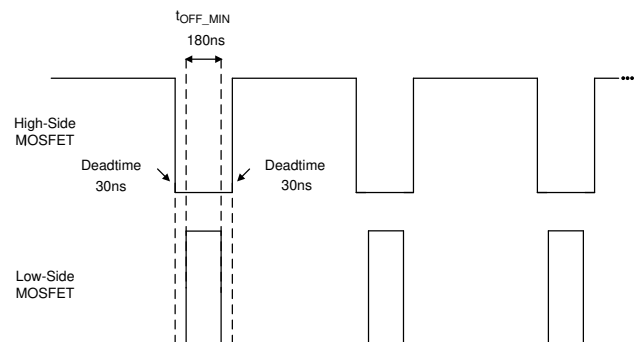 tOFF_MIN
180ns
High-Side
MOSFET
Deadtime
30ns
Deadtime
30ns
Low-Side
MOSFET